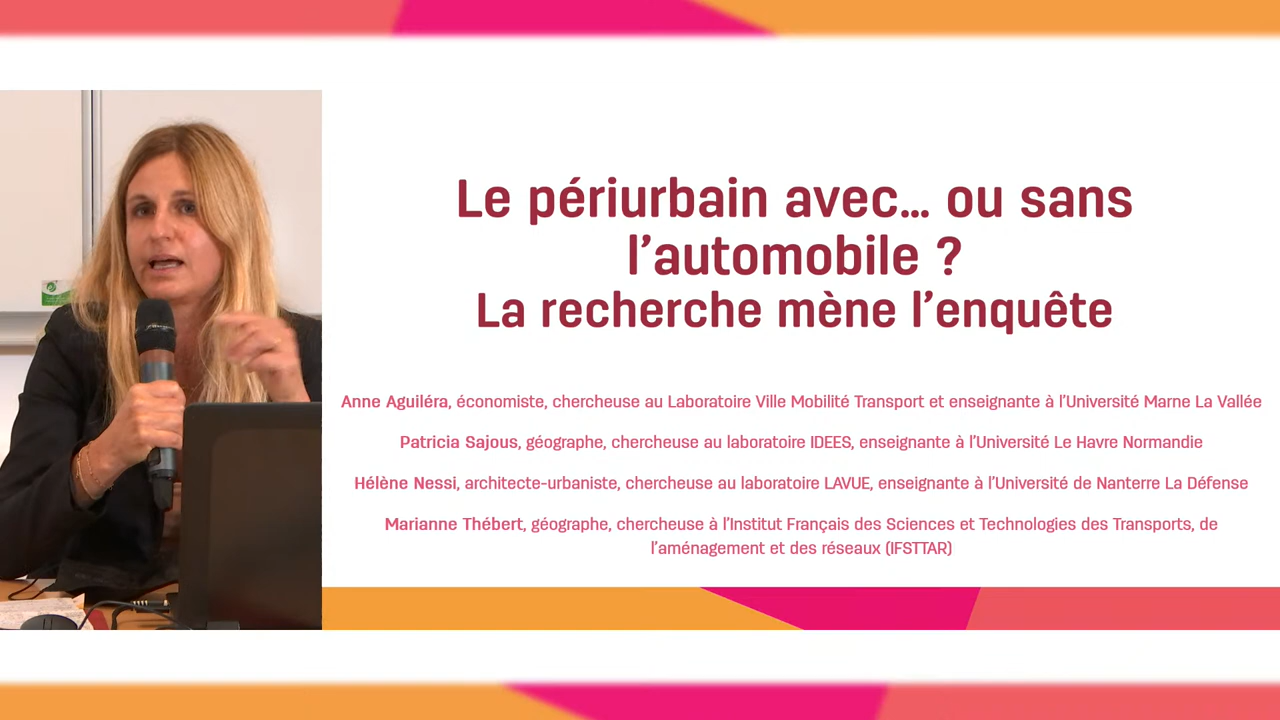 Le périurbain avec... ou sans
l'automobile ?
La recherche mène l'enquête
Anne Aguiléra, économiste, chercheuse au Laboratoire Ville Mobilité Transport et enseignante à l'Université Marne La Vallée
Patricia Sajous, géographe, chercheuse au laboratoire IDEES, enseignante à l'Université Le Havre Normandie
Hélène Nessi, architecte-urbaniste, chercheuse au laboratoire LAVUE, enseignante à l'Université de Nanterre La Défense
Marianne Thébert, géographe, chercheuse à l'Institut Français des Sciences et Technologies des Transports, de
l'aménagement et des réseaux (IFSTTAR)